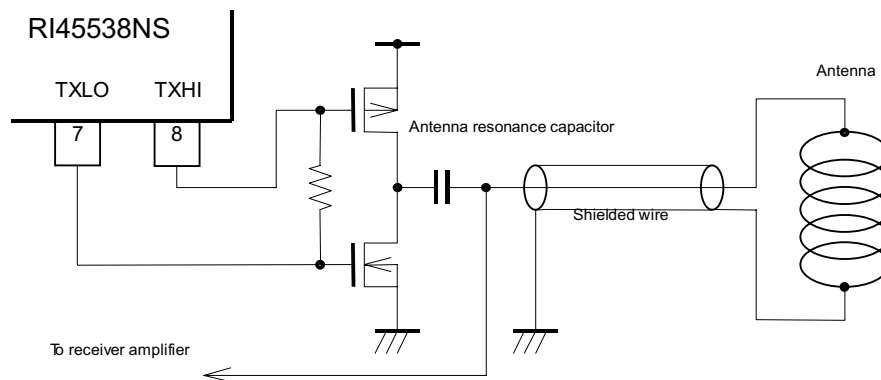 RI45538NS
TXLO TXHI
7 8
Antenna
Antenna resonance capacitor
Shielded wire
To receiver amplifier